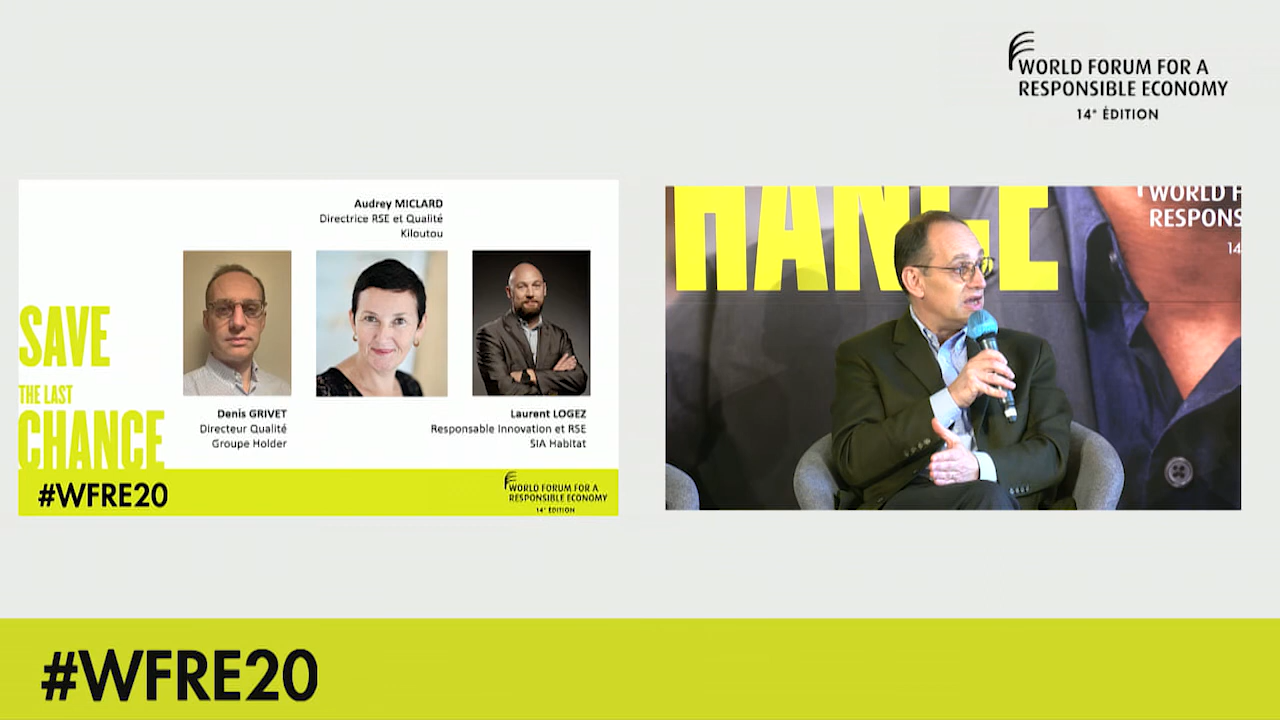 WORLD FORUM FOR A
RESPONSIBLE ECONOMY
14e ÉDITION
Audrey MICLARD
Directrice RSE et Qualité
Kiloutou
SAVE
THE LAST
CHANCE
Denis GRIVET
Directeur Qualité
Groupe Holder
Laurent LOGEZ
Responsable Innovation et RSE
SIA Habitat
#WFRE20
WORLD FORUM FOR A
RESPONSIBLE ECONOMY
14e ÉDITION
HANCE
WORLD F
RESPONS
14
#WFRE20